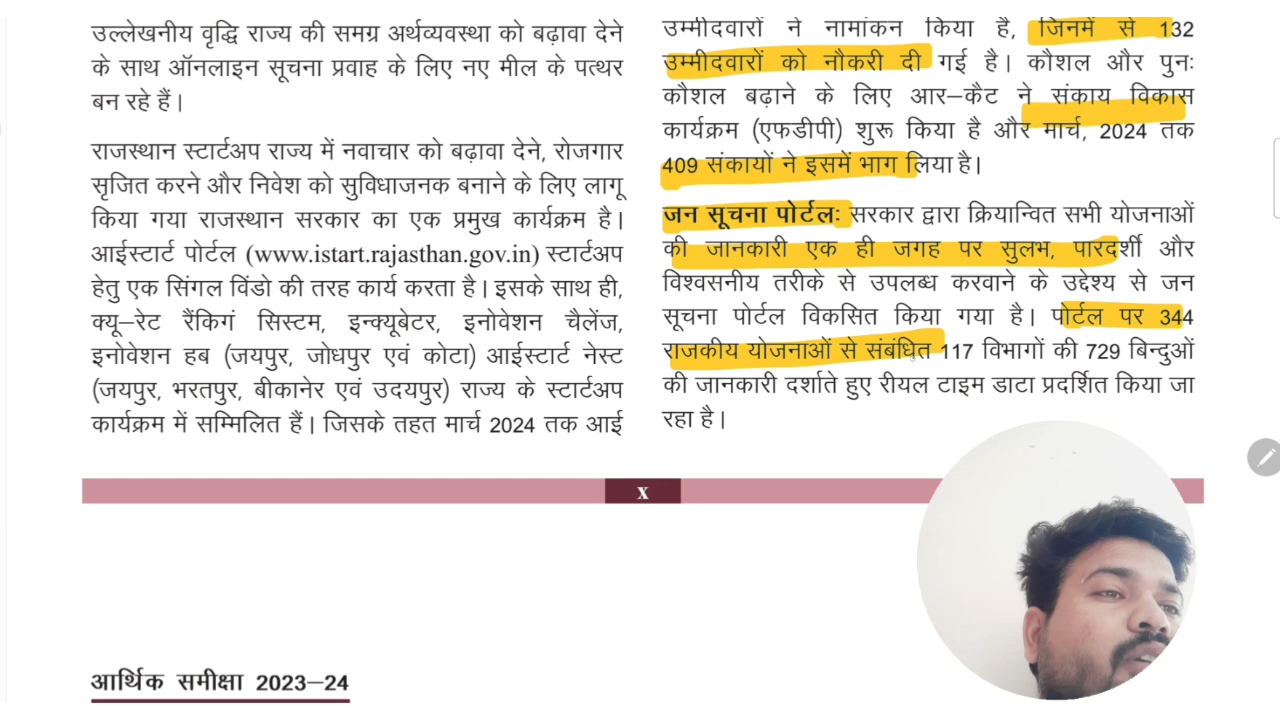 उल्लेखनीय वृद्धि राज्य की समग्र अर्थव्यवस्था को बढ़ावा देने
के साथ ऑनलाइन सूचना प्रवाह के लिए नए मील के पत्थर
बन रहे हैं।
राजस्थान स्टार्टअप राज्य में नवाचार को बढ़ावा देने, रोजगार
सृजित करने और निवेश को सुविधाजनक बनाने के लिए लागू
किया गया राजस्थान सरकार का एक प्रमुख कार्यक्रम है।
आईस्टार्ट पोर्टल (www.istart.rajasthan.gov.in) स्टार्टअप
हेतु एक सिंगल विंडो की तरह कार्य करता है। इसके साथ ही,
क्यू–रेट रैंकिगं सिस्टम, इन्क्यूबेटर, इनोवेशन चैलेंज,
इनोवेशन हब (जयपुर, जोधपुर एवं कोटा) आईस्टार्ट नेस्ट
(जयपुर, भरतपुर, बीकानेर एवं उदयपुर) राज्य के स्टार्टअप
कार्यक्रम में सम्मिलित हैं। जिसके तहत मार्च 2024 तक आई
उम्मीदवारों ने नामांकन किया है, जिनमें से 132
उम्मीदवारों को नौकरी दी गई है। कौशल और पुनः
कौशल बढ़ाने के लिए आर–कैट ने संकाय विकास
कार्यक्रम (एफडीपी) शुरू किया है और मार्च, 2024 तक
409 संकायों ने इसमें भाग लिया है।
जन सूचना पोर्टलः सरकार द्वारा क्रियान्वित सभी योजनाओं
की जानकारी एक ही जगह पर सुलभ, पारदर्शी और
विश्वसनीय तरीके से उपलब्ध करवाने के उद्देश्य से जन
सूचना पोर्टल विकसित किया गया है। पोर्टल पर 344
राजकीय योजनाओं से संबंधित 117 विभागों की 729 बिन्दुओं
की जानकारी दर्शाते हुए रीयल टाइम डाटा प्रदर्शित किया जा
रहा है।
x
आर्थिक समीक्षा 2023–24